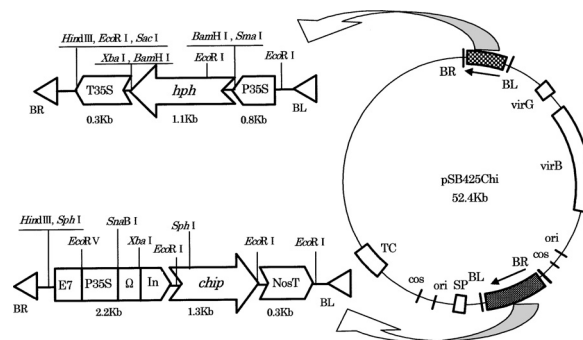 HindIII, EcoR I, Sac I
BamH I, Sma I
Xba I, BamH I
EcoR I
EcoR I
T35S
hph
P35S
BR
BL
0.3Kb
1.1Kb
0.8Kb
BR
BL
virG
virB
pSB425Chi
52.4Kb
TC
cos
ori
SP
BL
BR
cos
ori
HindIII, Sph I
SnaB I
Sph I
EcoRV
Xba I
EcoR I
EcoR I
EcoR I
E7
P35S
Ω
In
chip
NosT
BR
BL
2.2Kb
1.3Kb
0.3Kb